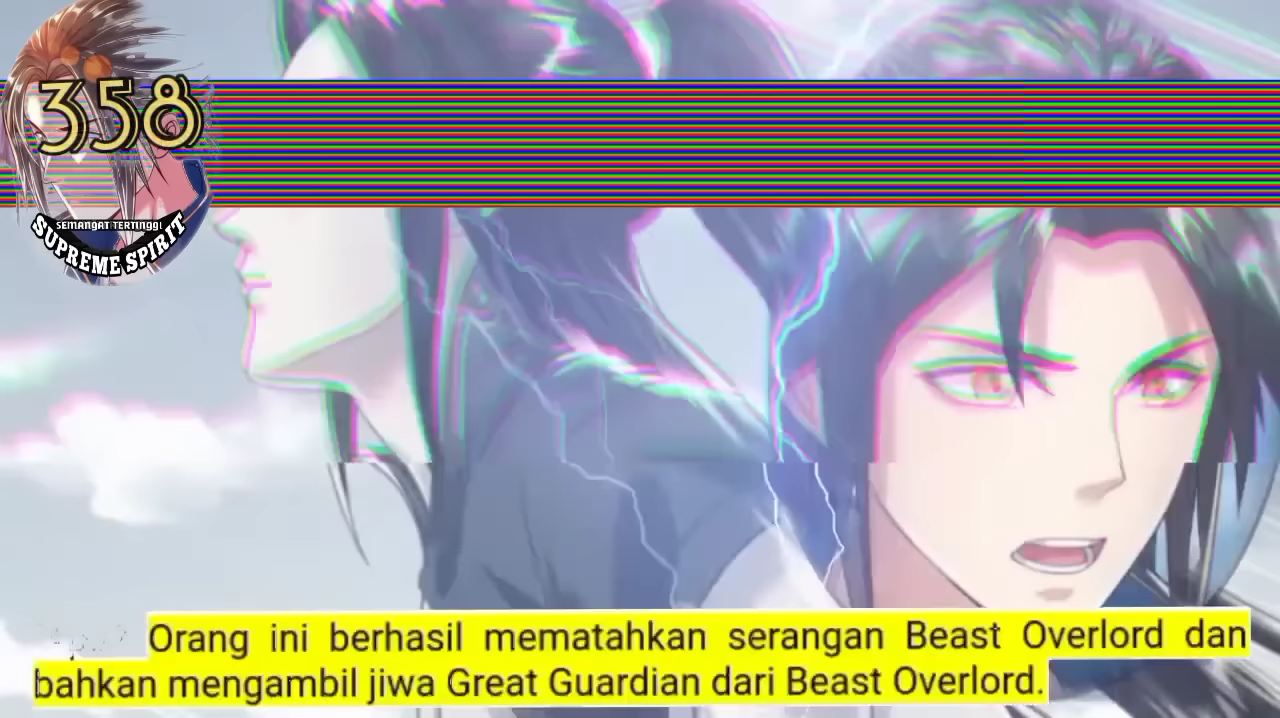 358
SEMANGAT TERTINGGI
SUPREME SPIRIT
Orang ini berhasil mematahkan serangan Beast Overlord dan
bahkan mengambil jiwa Great Guardian dari Beast Overlord.